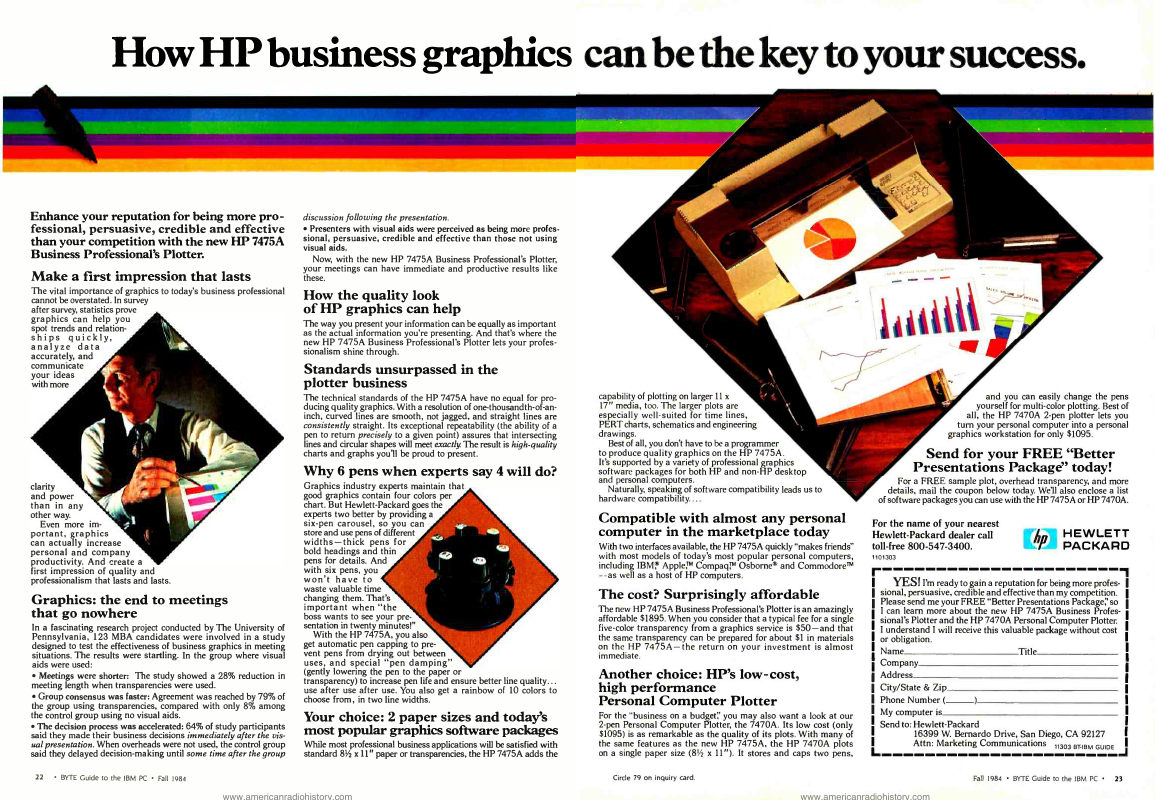 How HP business graphics can be the key to your success.
Enhance your reputation for being more pro-
fessional, persuasive, credible and effective
than your competition with the new HP 7475A
Business Professional's Plotter.
Make a first impression that lasts
The vital importance of graphics to today's business professional
cannot be overstated. In survey
after survey, statistics prove
graphics can help you
spot trends and relation-
ships quickly,
analyze data
accurately, and
communicate
your ideas
with more
clarity
and power
than in any
other way.
Even more im-
portant, graphics
can actually increase
personal and company
productivity. And create a
first impression of quality and
professionalism that lasts and lasts.
Graphics: the end to meetings
that go nowhere
In a fascinating research project conducted by The University of
Pennsylvania, 123 MBA candidates were involved in a study
designed to test the effectiveness of business graphics in meeting
situations. The results were startling. In the group where visual
aids were used:
• Meetings were shorter: The study showed a 28% reduction in
meeting length when transparencies were used.
• Group consensus was faster: Agreement was reached by 79% of
the group using transparencies, compared with only 8% among
the control group using no visual aids.
• The decision process was accelerated: 64% of study participants
said they made their business decisions immediately after the vis-
ual presentation. When overheads were not used, the control group
said they delayed decision-making until some time after the group
discussion following the presentation.
• Presenters with visual aids were perceived as being more profes-
sional, persuasive, credible and effective than those not using
visual aids.
Now, with the new HP 7475A Business Professional's Plotter,
your meetings can have immediate and productive results like
these.
How the quality look
of HP graphics can help
The way you present your information can be equally as important
as the actual information you're presenting. And that's where the
new HP 7475A Business Professional's Plotter lets your profes-
sionalism shine through.
Standards unsurpassed in the
plotter business
The technical standards of the HP 7475A have no equal for pro-
ducing quality graphics. With a resolution of one-thousandth-of-an-
inch, curved lines are smooth, not jagged, and straight lines are
consistently straight. Its exceptional repeatability (the ability of a
pen to return precisely to a given point) assures that intersecting
lines and circular shapes will meet exactly. The result is high-quality
charts and graphs you'll be proud to present.
Why 6 pens when experts say 4 will do?
Graphics industry experts maintain that
good graphics contain four colors per
chart. But Hewlett-Packard goes the
experts two better by providing a
six-pen carousel, so you can
store and use pens of different
widths—thick pens for
bold headings and thin
pens for details. And
with six pens, you
won't have to
waste valuable time
changing them. That's
important when "the
boss wants to see your pre-
sentation in twenty minutes!"
With the HP 7475A, you also
get automatic pen capping to pre-
vent pens from drying out between
uses, and special "pen damping"
(gently lowering the pen to the paper or
transparency) to increase pen life and ensure better line quality...
use after use after use. You also get a rainbow of 10 colors to
choose from, in two line widths.
Your choice: 2 paper sizes and today's
most popular graphics software packages
While most professional business applications will be satisfied with
standard 8½ x 11" paper or transparencies, the HP 7475A adds the
22 • BYTE Guide to the IBM PC • Fall 1984
capability of plotting on larger 11 x
17" media, too. The larger plots are
especially well-suited for time lines,
PERT charts, schematics and engineering
drawings.
Best of all, you don't have to be a programmer
to produce quality graphics on the HP 7475A.
It's supported by a variety of professional graphics
software packages for both HP and non-HP desktop
and personal computers.
Naturally, speaking of software compatibility leads us to
hardware compatibility....
Compatible with almost any personal
computer in the marketplace today
With two interfaces available, the HP 7475A quickly "makes friends"
with most models of today's most popular personal computers,
including IBM,® Apple,™ Compaq,™ Osborne® and Commodore™
--as well as a host of HP computers.
The cost? Surprisingly affordable
The new HP 7475A Business Professional's Plotter is an amazingly
affordable $1895. When you consider that a typical fee for a single
five-color transparency from a graphics service is $50—and that
the same transparency can be prepared for about $1 in materials
on the HP 7475A—the return on your investment is almost
immediate.
Another choice: HP's low-cost,
high performance
Personal Computer Plotter
For the "business on a budget," you may also want a look at our
2-pen Personal Computer Plotter, the 7470A. Its low cost (only
$1095) is as remarkable as the quality of its plots. With many of
the same features as the new HP 7475A, the HP 7470A plots
on a single paper size (8½ x 11"). It stores and caps two pens,
and you can easily change the pens
yourself for multi-color plotting. Best of
all, the HP 7470A 2-pen plotter lets you
turn your personal computer into a personal
graphics workstation for only $1095.
Send for your FREE "Better
Presentations Package" today!
For a FREE sample plot, overhead transparency, and more
details, mail the coupon below today. We'll also enclose a list
of software packages you can use with the HP 7475A or HP 7470A.
For the name of your nearest
Hewlett-Packard dealer call
toll-free 800-547-3400.
1101303
hp HEWLETT
PACKARD
YES! I'm ready to gain a reputation for being more profes-
sional, persuasive, credible and effective than my competition.
Please send me your FREE "Better Presentations Package," so
I can learn more about the new HP 7475A Business Profes-
sional's Plotter and the HP 7470A Personal Computer Plotter.
I understand I will receive this valuable package without cost
or obligation.
Name Title
Company
Address
City/State & Zip
Phone Number ( )
My computer is
Send to: Hewlett-Packard
16399 W. Bernardo Drive, San Diego, CA 92127
Attn: Marketing Communications 11303 BT-IBM GUIDE
Circle 79 on inquiry card.
Fall 1984 • BYTE Guide to the IBM PC • 23
www.americanradiohistory.com
www.americanradiohistory.com